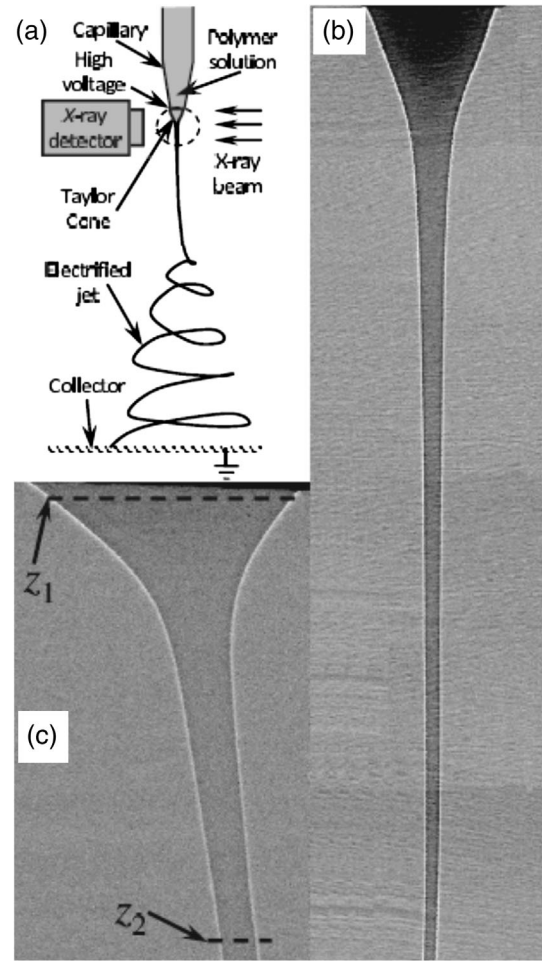 (a)
Capillary
High
voltage
Polymer
solution
X-ray
detector
X-ray
beam
Taylor
Cone
Electrified
jet
Collector
(b)
z1
(c)
z2